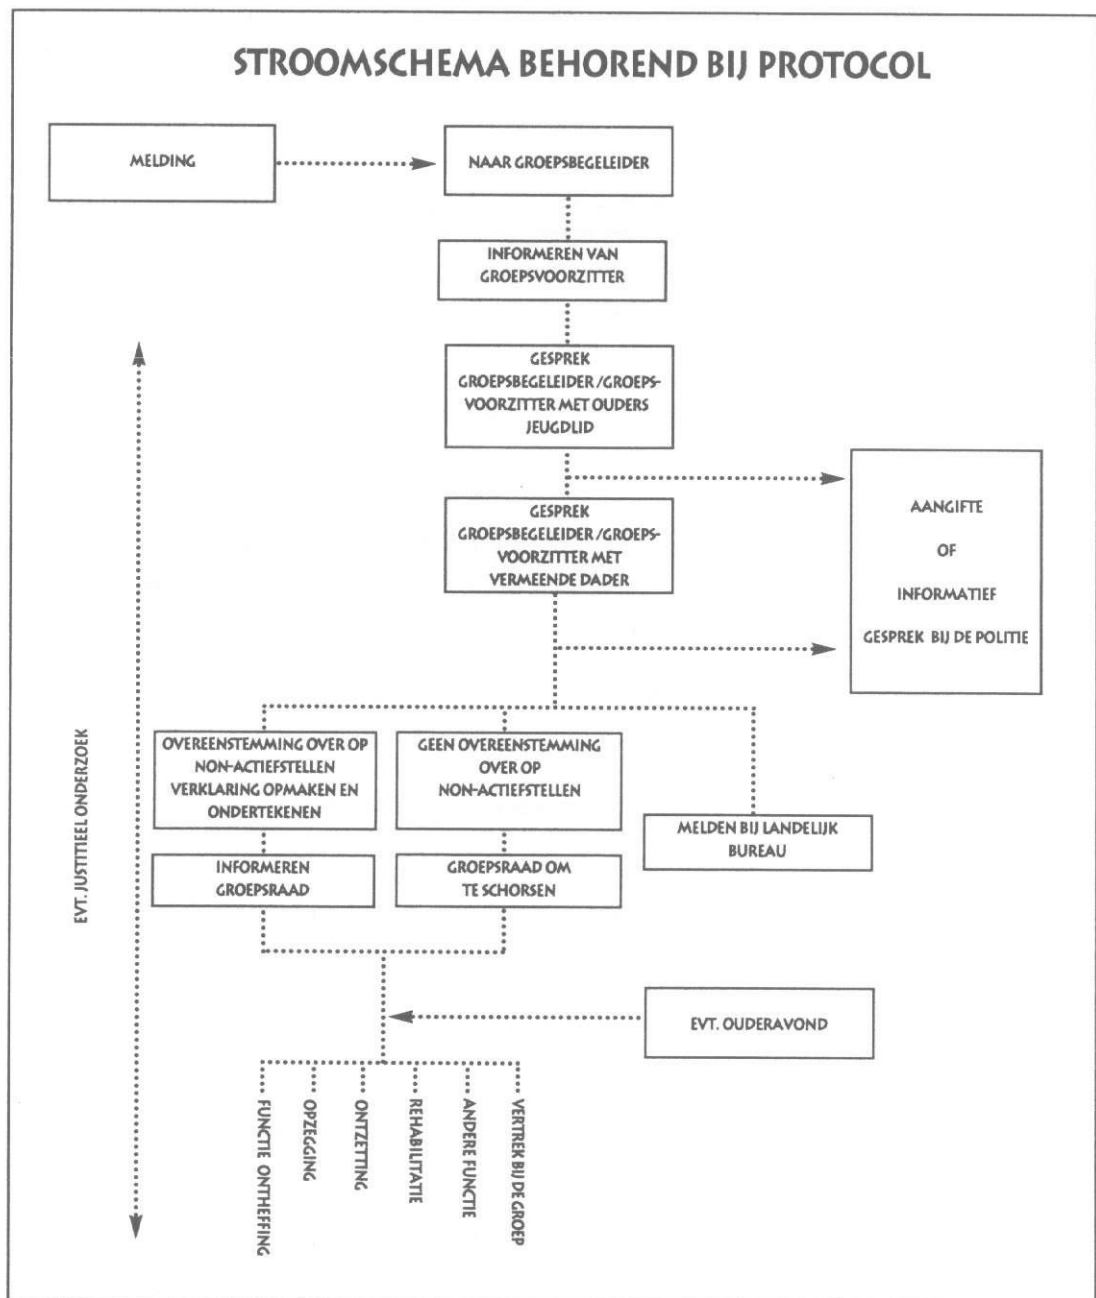 STROOMSCHEMA BEHOREND BIJ PROTOCOL
MELDING
NAAR GROEPSBEGELEIDER
INFORMEREN VAN
GROEPSVOORZITTER
GESPREK
GROEPSBEGELEIDER/GROEPS-
VOORZITTER MET OUDERS
JEUGDLID
GESPREK
GROEPSBEGELEIDER/GROEPS-
VOORZITTER MET
VERMEENDE DADER
AANGIFTE
OF
INFORMATIEF
GESPREK BIJ DE POLITIE
EVT. JUSTITIEEL ONDERZOEK
OVEREENSTEMMING OVER OP
NON-ACTIEFSTELLEN
VERKLARING OPMAKEN EN
ONDERTEKENEN
GEEN OVEREENSTEMMING
OVER OP
NON-ACTIEFSTELLEN
MELDEN BIJ LANDELIJK
BUREAU
INFORMEREN
GROEPSRAAD
GROEPSRAAD OM
TE SCHORSEN
EVT. OUDERAVOND
FUNCTIE ONTHEFFING
OPZEGGING
ONTZETTING
REHABILITATIE
ANDERE FUNCTIE
VERTREK BIJ DE GROEP